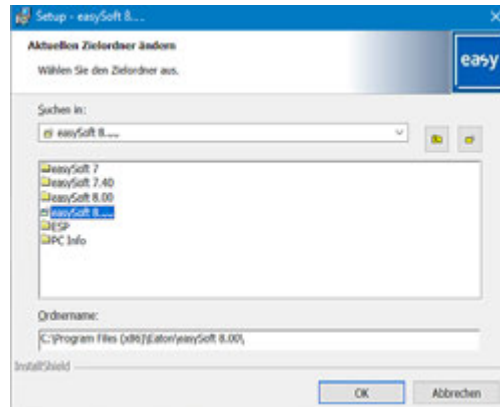 Setup - easySoft 8.....
Aktuellen Zielordner ändern
Wählen Sie den Zielordner aus.
easy
Suchen in:
easySoft 8.....
easySoft 7
easySoft 7.40
easySoft 8.00
easySoft 8.....
ESP
PC Info
Ordnername:
C:\Program Files (x86)\Eaton\easySoft 8.00\
InstallShield
OK Abbrechen